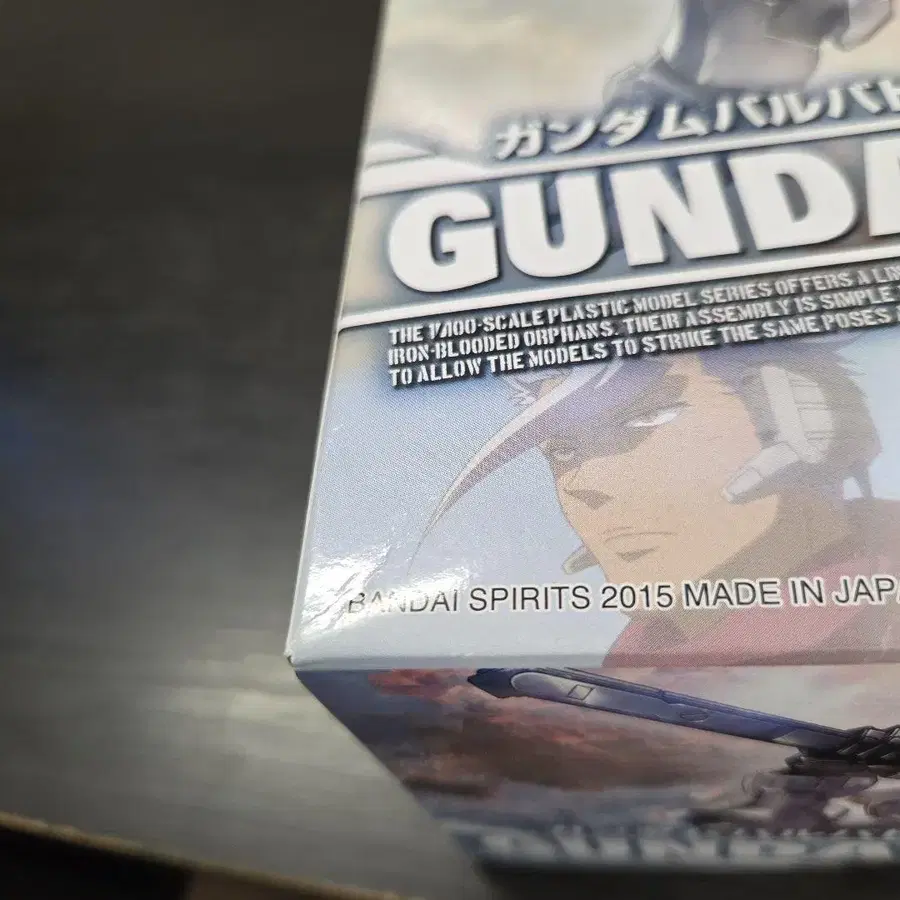 ガンダムバルバト
GUNDA
THE 1/100-SCALE PLASTIC MODEL SERIES OFFERS A
IRON-BLOODED ORPHANS. THEIR ASSEMBLY IS SIMPLE
TO ALLOW THE MODELS TO STRIKE THE SAME POSES
BANDAI SPIRITS 2015 MADE IN JAPA
GUNDA